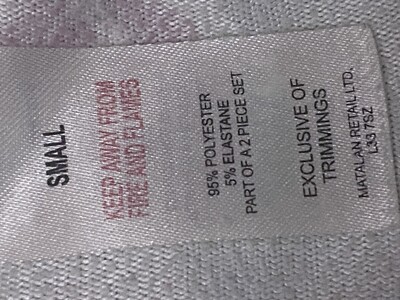 SMALL
KEEP AWAY FROM
FIRE AND FLAMES
95% POLYESTER
5% ELASTANE
PART OF A 2 PIECE SET
EXCLUSIVE OF
TRIMMINGS
MATALAN RETAIL LTD.
L33 7SZ